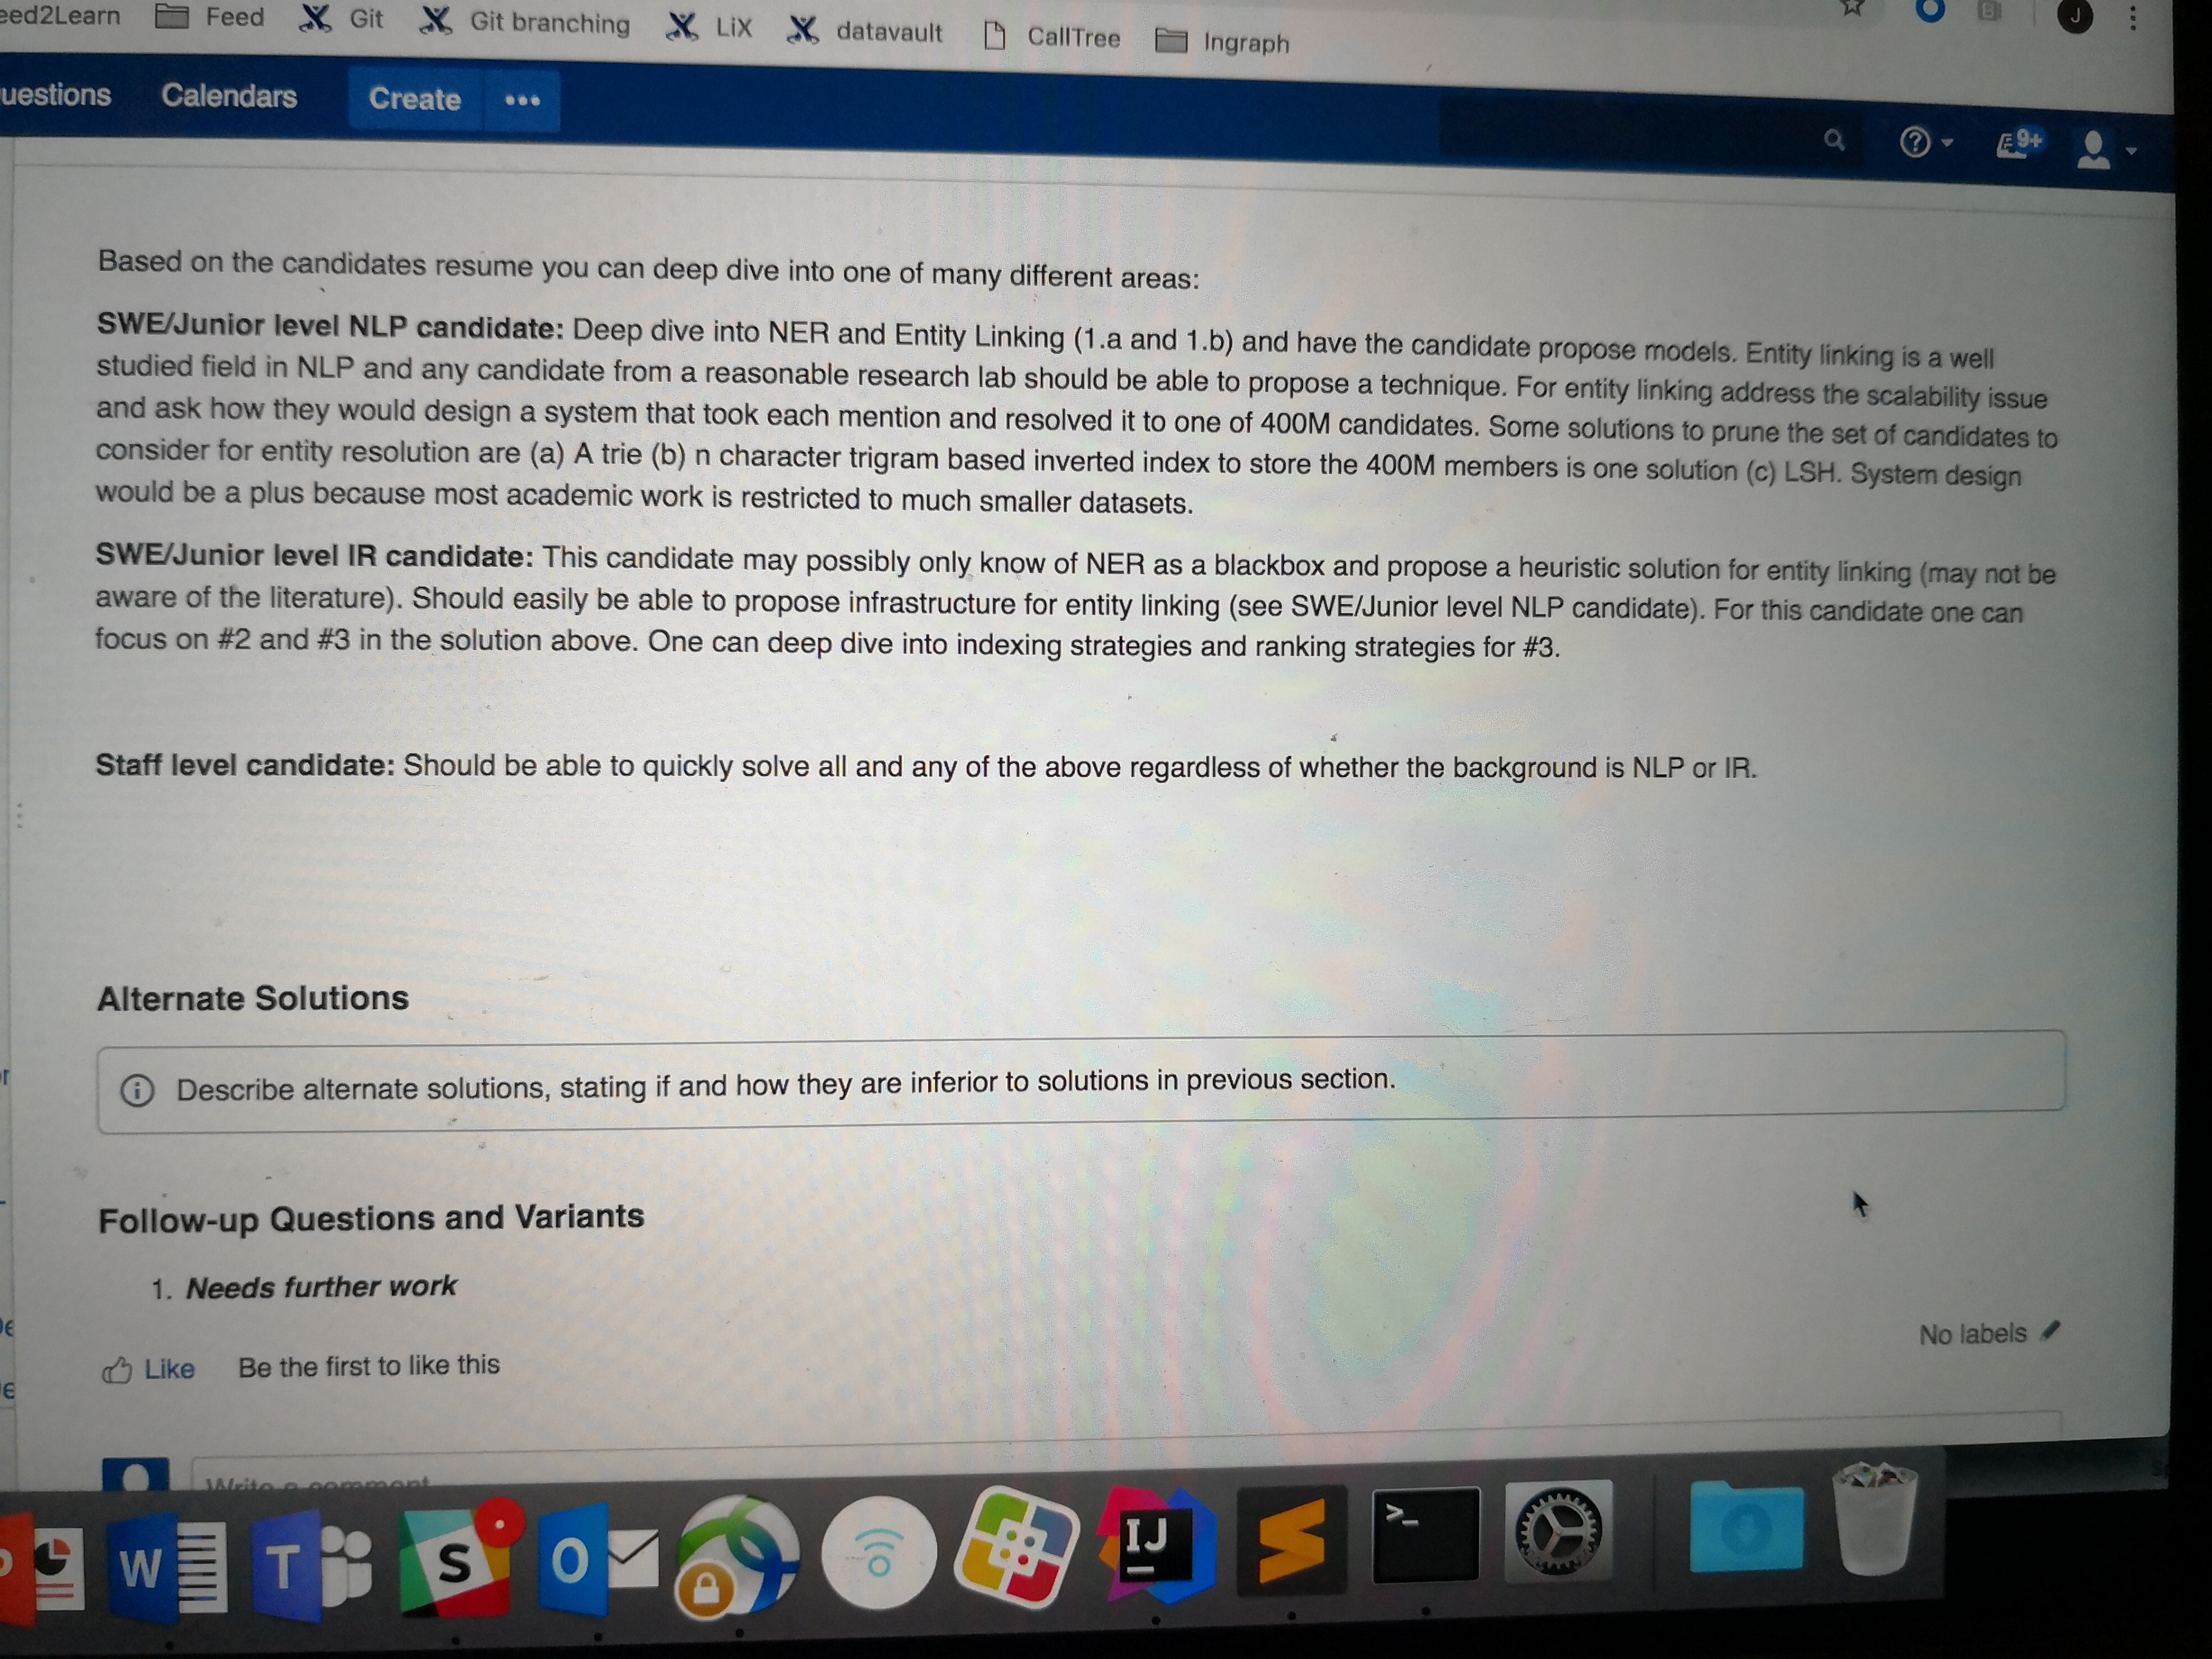 Feed
Git
Git branching
LiX
datavault
CallTree
Ingraph
J
Calendars
Create
9+
Based on the candidates resume you can deep dive into one of many different areas:
SWE/Junior level NLP candidate: Deep dive into NER and Entity Linking (1.a and 1.b) and have the candidate propose models. Entity linking is a well
studied field in NLP and any candidate from a reasonable research lab should be able to propose a technique. For entity linking address the scalability issue
and ask how they would design a system that took each mention and resolved it to one of 400M candidates. Some solutions to prune the set of candidates to
consider for entity resolution are (a) A trie (b) n character trigram based inverted index to store the 400M members is one solution (c) LSH. System design
would be a plus because most academic work is restricted to much smaller datasets.
SWE/Junior level IR candidate: This candidate may possibly only know of NER as a blackbox and propose a heuristic solution for entity linking (may not be
aware of the literature). Should easily be able to propose infrastructure for entity linking (see SWE/Junior level NLP candidate). For this candidate one can
focus on #2 and #3 in the solution above. One can deep dive into indexing strategies and ranking strategies for #3.
Staff level candidate: Should be able to quickly solve all and any of the above regardless of whether the background is NLP or IR.
Alternate Solutions
Describe alternate solutions, stating if and how they are inferior to solutions in previous section.
Follow-up Questions and Variants
1. Needs further work
No labels
Like Be the first to like this
Write a comment
W
T
S
O
IJ
>_